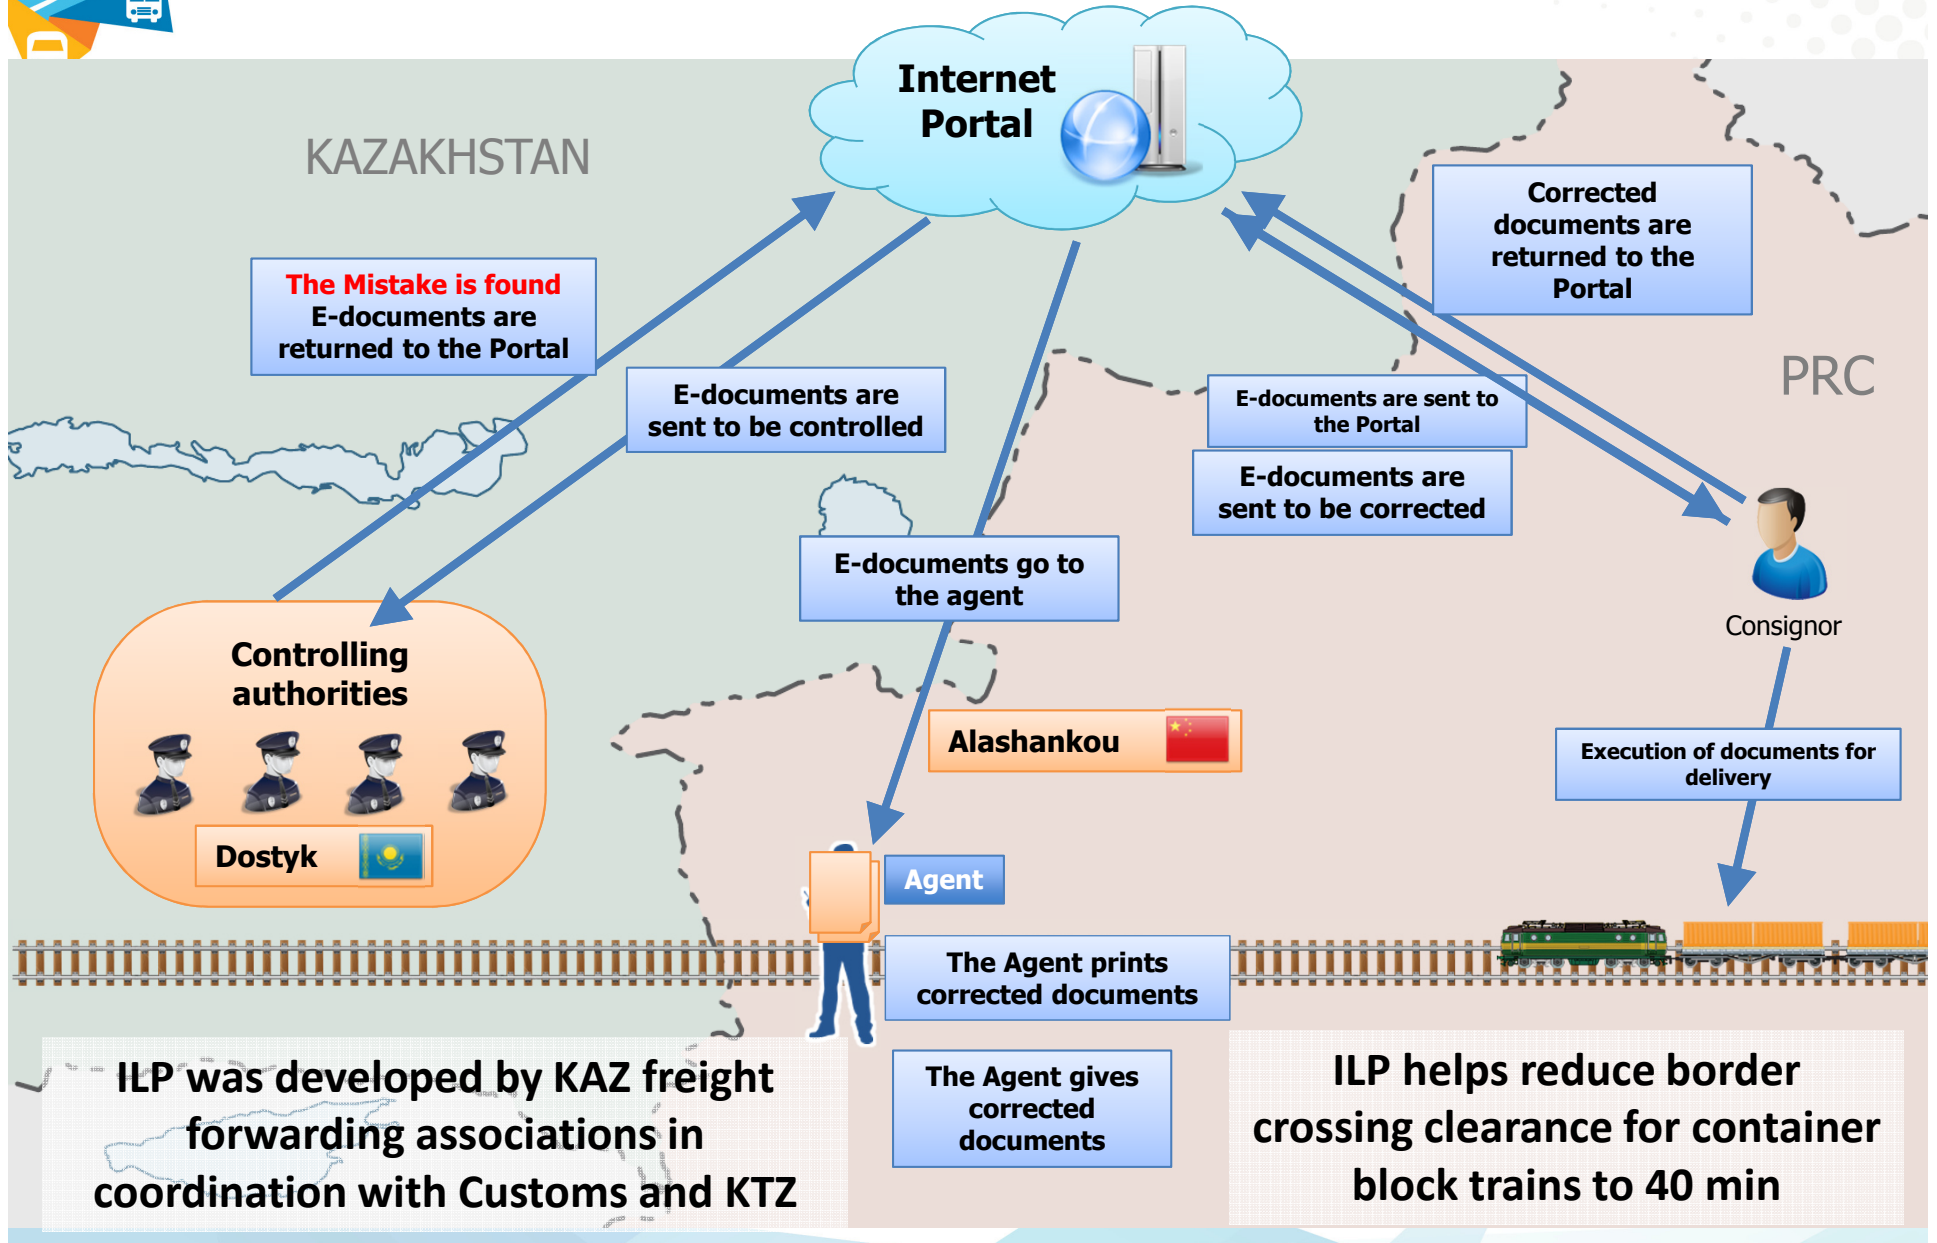 Internet
Portal
KAZAKHSTAN
Corrected
documents are
returned to the
Portal
The Mistake is found
E-documents are
returned to the Portal
E-documents are
sent to be controlled
E-documents are sent to
the Portal
PRC
E-documents are
sent to be corrected
E-documents go to
the agent
Consignor
Controlling
authorities
Alashankou
Execution of documents for
delivery
Dostyk
Agent
The Agent prints
corrected documents
ILP was developed by KAZ freight
forwarding associations in
coordination with Customs and KTZ
The Agent gives
corrected
documents
ILP helps reduce border
crossing clearance for container
block trains to 40 min